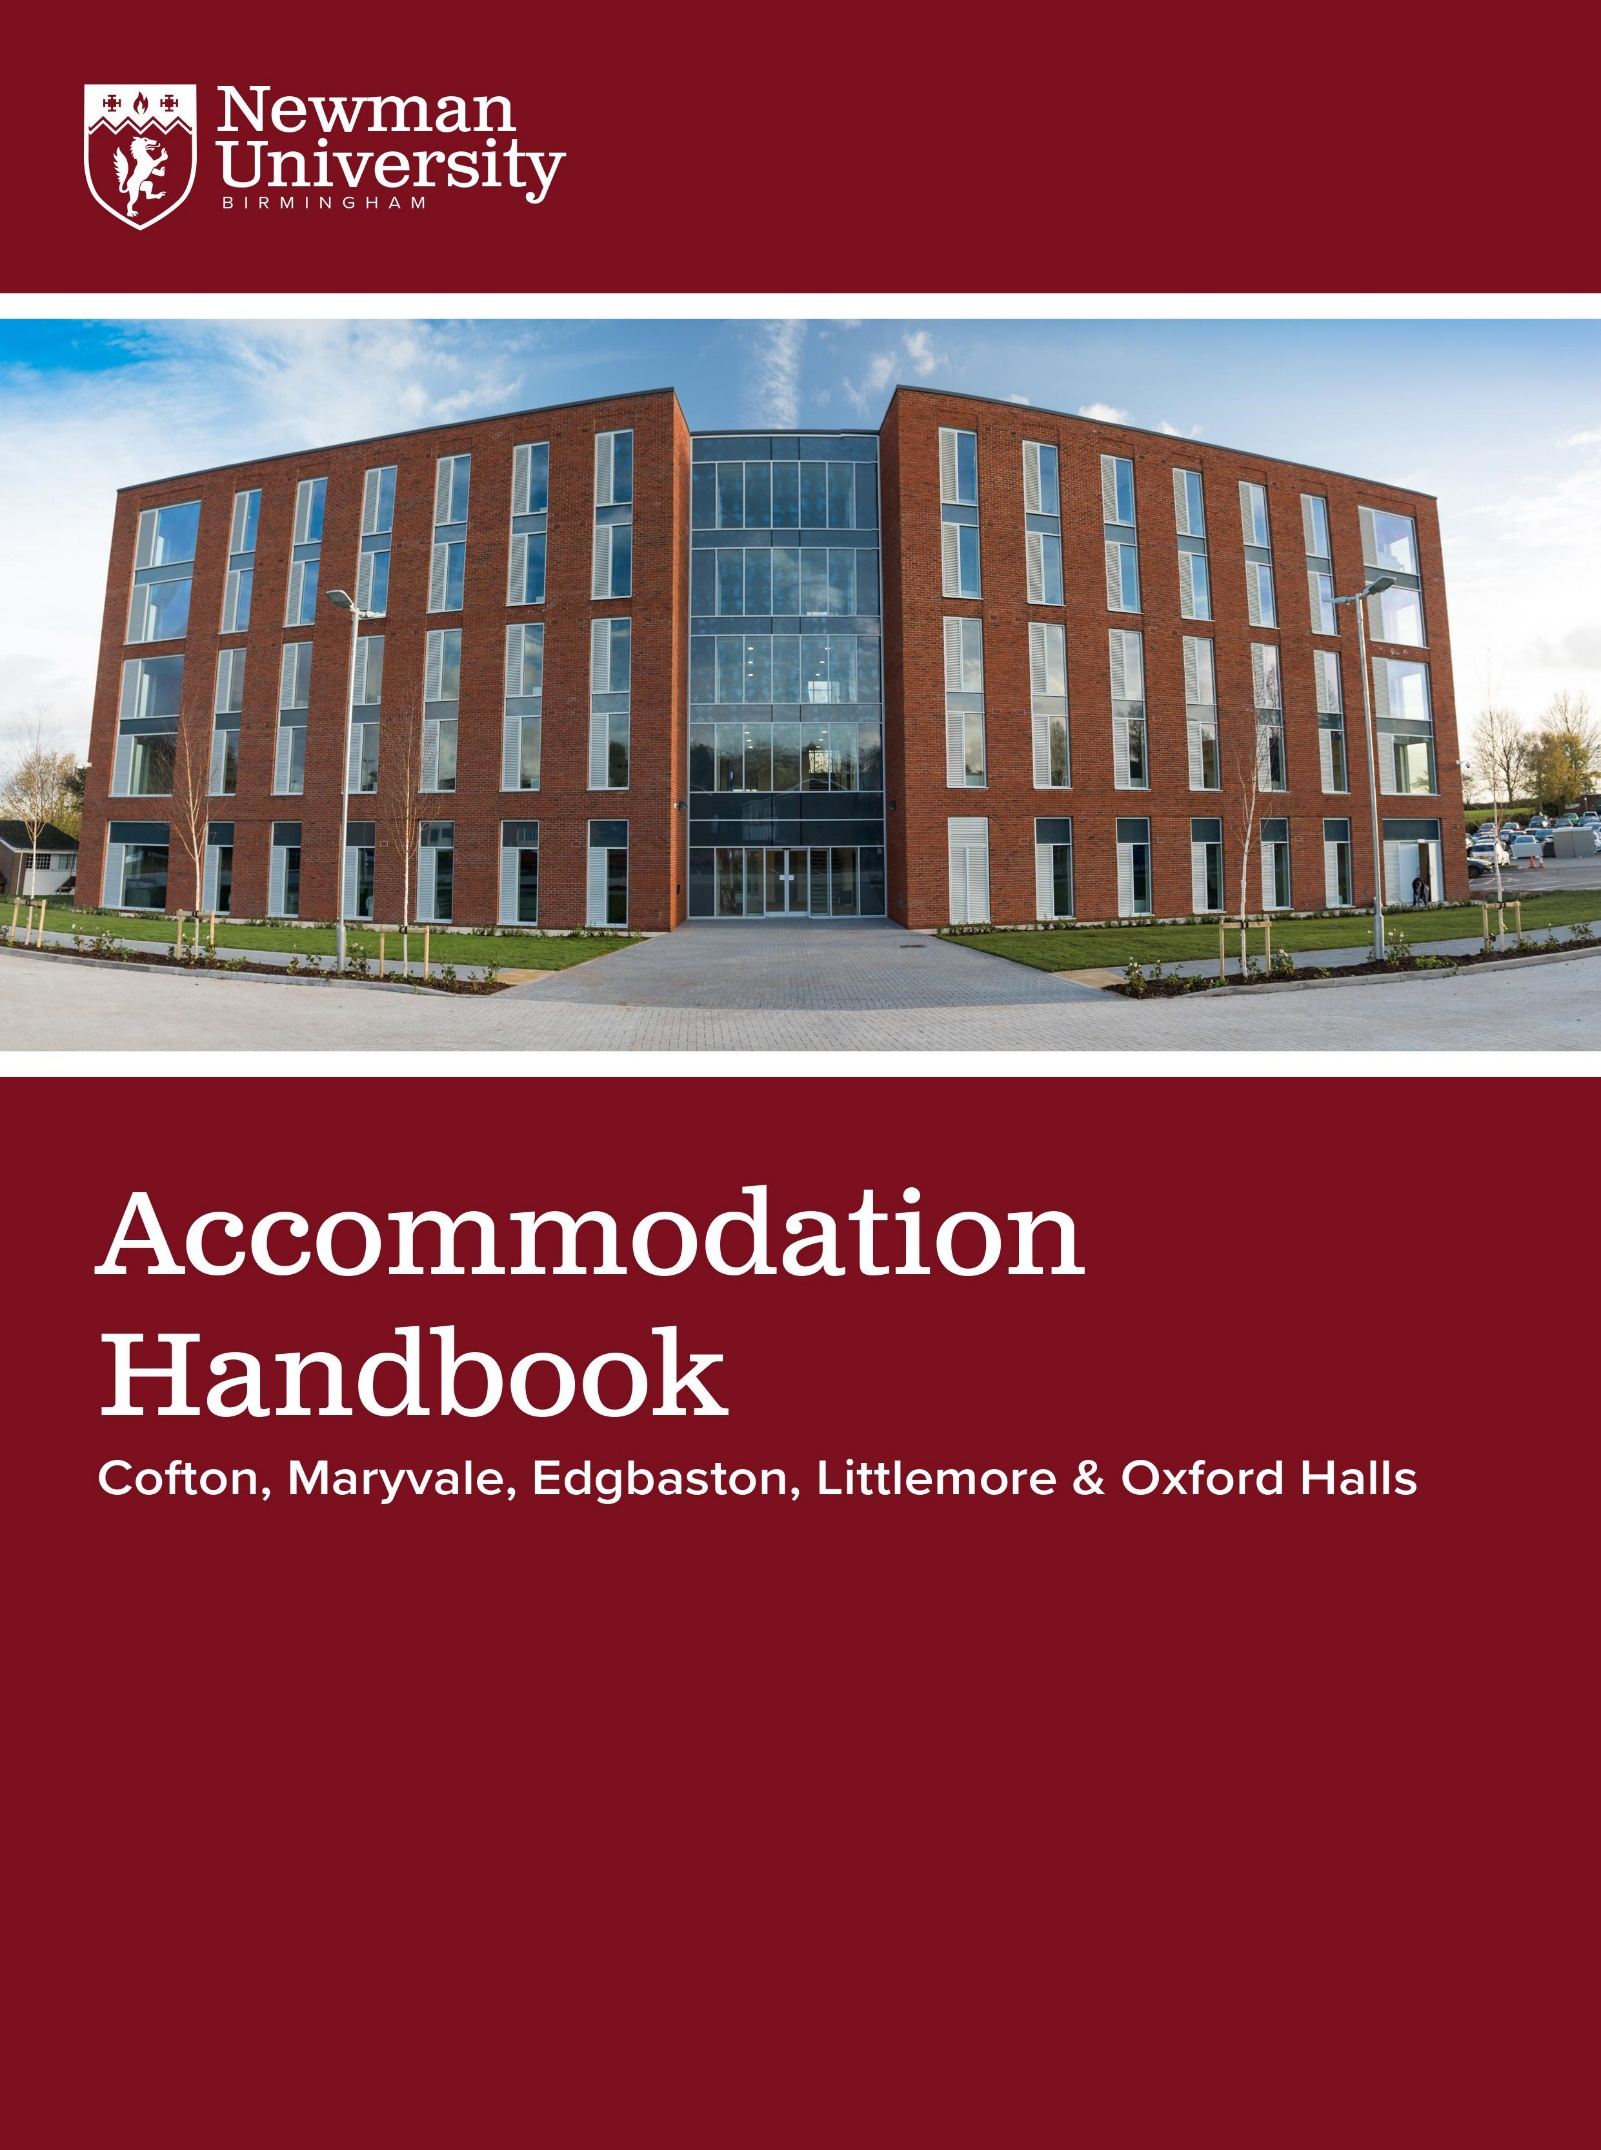 Newman
University
BIRMINGHAM
Accommodation
Handbook
Cofton, Maryvale, Edgbaston, Littlemore & Oxford Halls